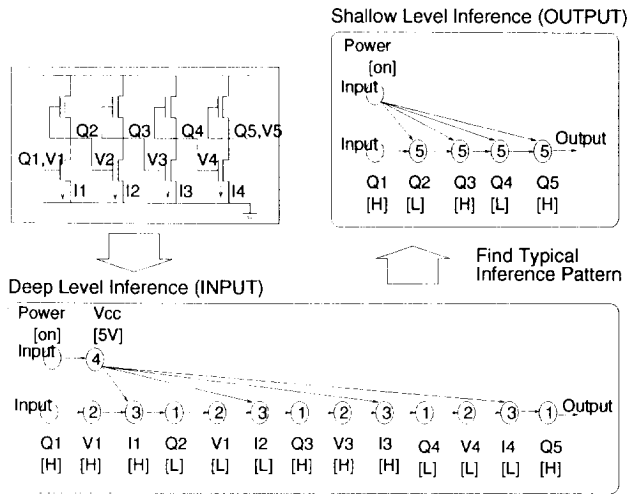 Shallow Level Inference (OUTPUT)
Power
[on]
Input
Input
5 5 5 5
Output
Q1 Q2 Q3 Q4 Q5
[H] [L] [H] [L] [H]
Q2 Q3 Q4 Q5,V5
Q1,V1 V2 V3 V4
I1 I2 I3 I4
Find Typical
Inference Pattern
Deep Level Inference (INPUT)
Power Vcc
[on] [5V]
Input 4
Input 2 3 1 2 3 1 2 3 1 2 3 1 Output
Q1 V1 I1 Q2 V1 I2 Q3 V3 I3 Q4 V4 I4 Q5
[H] [H] [H] [L] [L] [L] [H] [H] [H] [L] [L] [L] [H]